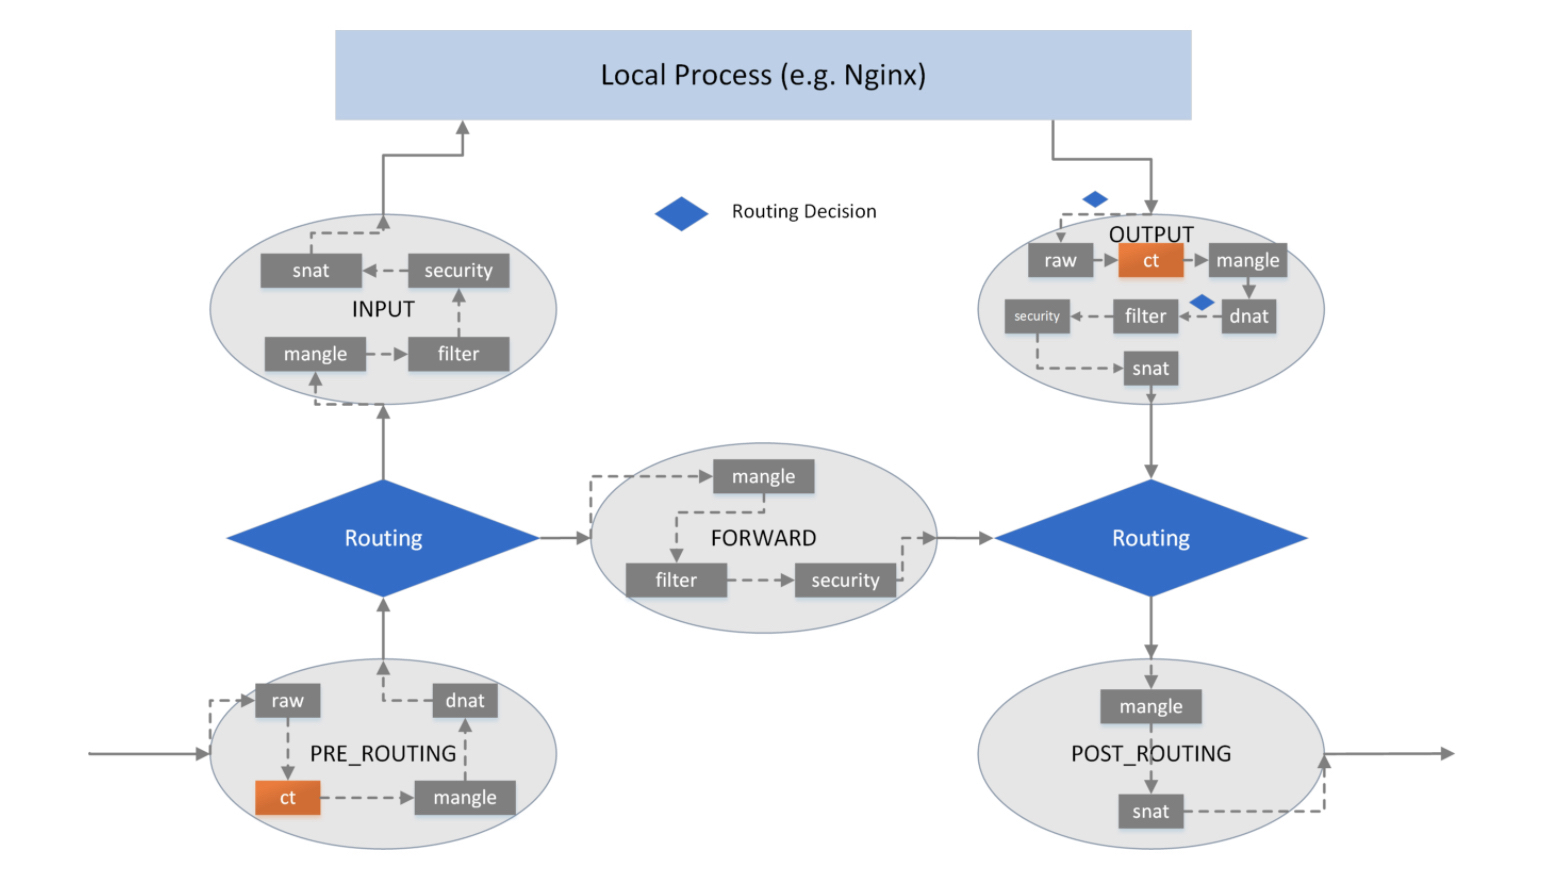 Local Process (e.g. Nginx)
Routing Decision
snat
security
INPUT
mangle
filter
OUTPUT
raw
ct
mangle
security
filter
dnat
snat
Routing
mangle
FORWARD
filter
security
Routing
raw
dnat
PRE_ROUTING
ct
mangle
mangle
POST_ROUTING
snat